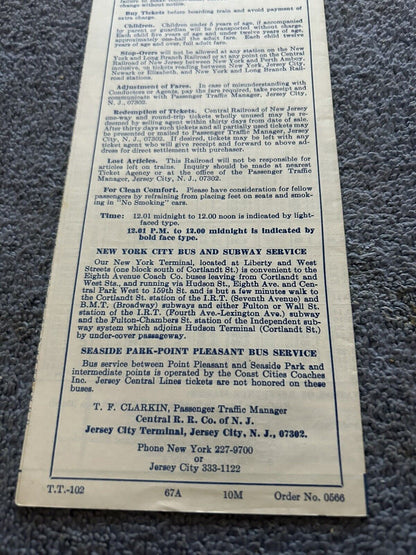 change without notice.
Buy Tickets before boarding train and avoid payment of
extra charge.
Children. Children under 5 years of age, if accompanied
by parent or guardian will be transported without charge.
Each child five years of age and under twelve years of age,
approximately one-half the adult fare. Each child twelve
years of age and over, full adult fare.
Stop-Overs will not be allowed at any station on the New
York and Long Branch Railroad or at any point on the Central
Railroad of New Jersey between New York and Perth Amboy,
inclusive, on tickets reading between New York, Jersey City,
Newark or Elizabeth, and New York and Long Branch Rail-
road stations.
Adjustment of Fares. In case of misunderstanding with
Conductors or Agents, pay the fare required, take receipt and
communicate with Passenger Traffic Manager, Jersey City,
N. J., 07302.
Redemption of Tickets. Central Railroad of New Jersey
one-way and round-trip tickets wholly unused may be re-
deemed by selling agent within thirty days from date of sale.
After thirty days such tickets and all partially used tickets may
be presented or mailed to Passenger Traffic Manager, Jersey
City, N. J., 07302. If desired, tickets may be left with any
ticket agent who will give receipt and forward to above ad-
dress for direct settlement with purchaser.
Lost Articles. This Railroad will not be responsible for
articles left on trains. Inquiry should be made at nearest
Ticket Agency or at the office of the Passenger Traffic
Manager, Jersey City, N. J., 07302.
For Clean Comfort. Please have consideration for fellow
passengers by refraining from placing feet on seats and smok-
ing in "No Smoking" cars.
Time: 12.01 midnight to 12.00 noon is indicated by light-
faced type.
12.01 P.M. to 12.00 midnight is indicated by
bold face type.
NEW YORK CITY BUS AND SUBWAY SERVICE
Our New York Terminal, located at Liberty and West
Streets (one block south of Cortlandt St.) is convenient to the
Eighth Avenue Coach Co. buses leaving from Cortlandt and
West Sts., and running via Hudson St., Eighth Ave. and Cen-
tral Park West to 150th St. and is but a few minutes walk to
the Cortlandt St. station of the I.R.T. (Seventh Avenue) and
B.M.T. (Broadway) subways and either Fulton or Wall St.
station of the I.R.T. (Fourth Ave.-Lexington Ave.) subway
and the Fulton-Chambers St. station of the Independent sub-
way system which adjoins Hudson Terminal (Cortlandt St.)
by under-cover passageway.
SEASIDE PARK-POINT PLEASANT BUS SERVICE
Bus service between Point Pleasant and Seaside Park and
intermediate points is operated by the Coast Cities Coaches
Inc. Jersey Central Lines tickets are not honored on these
buses.
T. F. CLARKIN, Passenger Traffic Manager
Central R. R. Co. of N. J.
Jersey City Terminal, Jersey City, N. J., 07302.
Phone New York 227-9700
or
Jersey City 333-1122
T.T.-102 67A 10M Order No. 0566